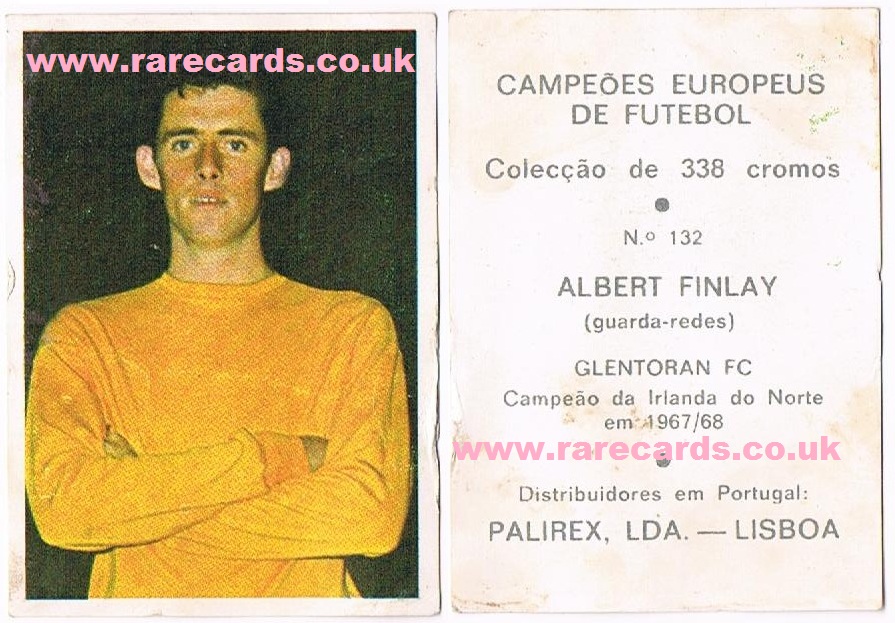 www.rarecards.co.uk
CAMPEÕES EUROPEUS
DE FUTEBOL
Colecção de 338 cromos
N.º 132
ALBERT FINLAY
(guarda-redes)
GLENTORAN FC
Campeão da Irlanda do Norte
em 1967/68
www.rarecards.co.uk
Distribuidores em Portugal:
PALIREX, LDA. — LISBOA